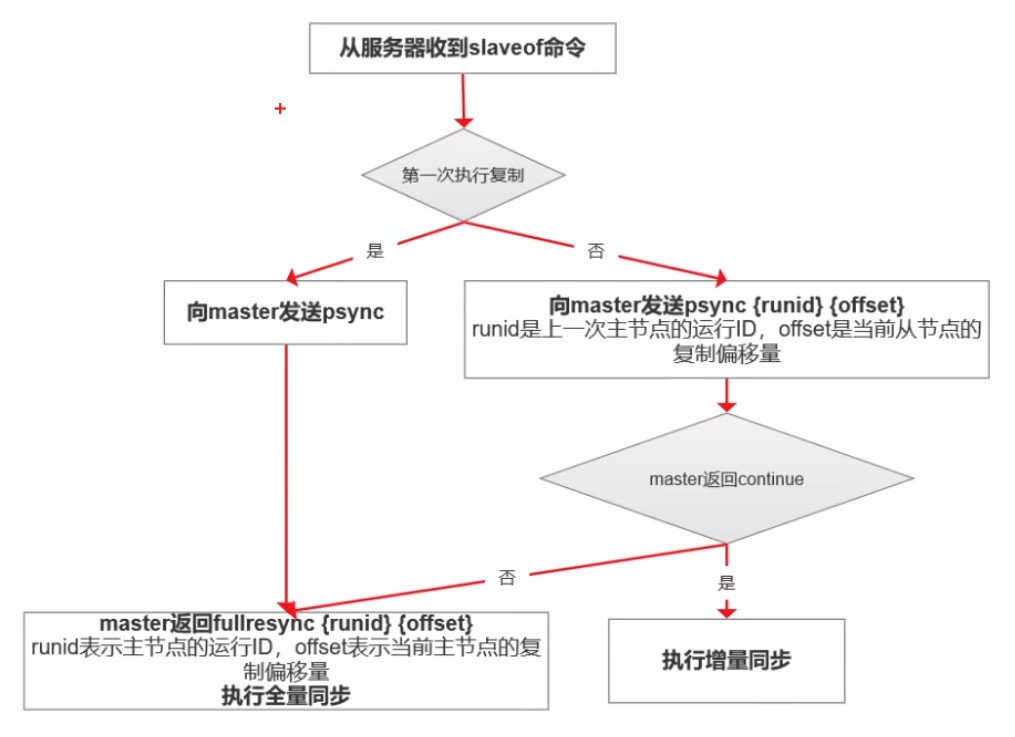 从服务器收到slaveof命令
第一次执行复制
是
否
向master发送psync
向master发送psync {runid} {offset}
runid是上一次主节点的运行ID，offset是当前从节点的
复制偏移量
master返回continue
否
是
master返回fullresync {runid} {offset}
runid表示主节点的运行ID，offset表示当前主节点的复
制偏移量
执行全量同步
执行增量同步